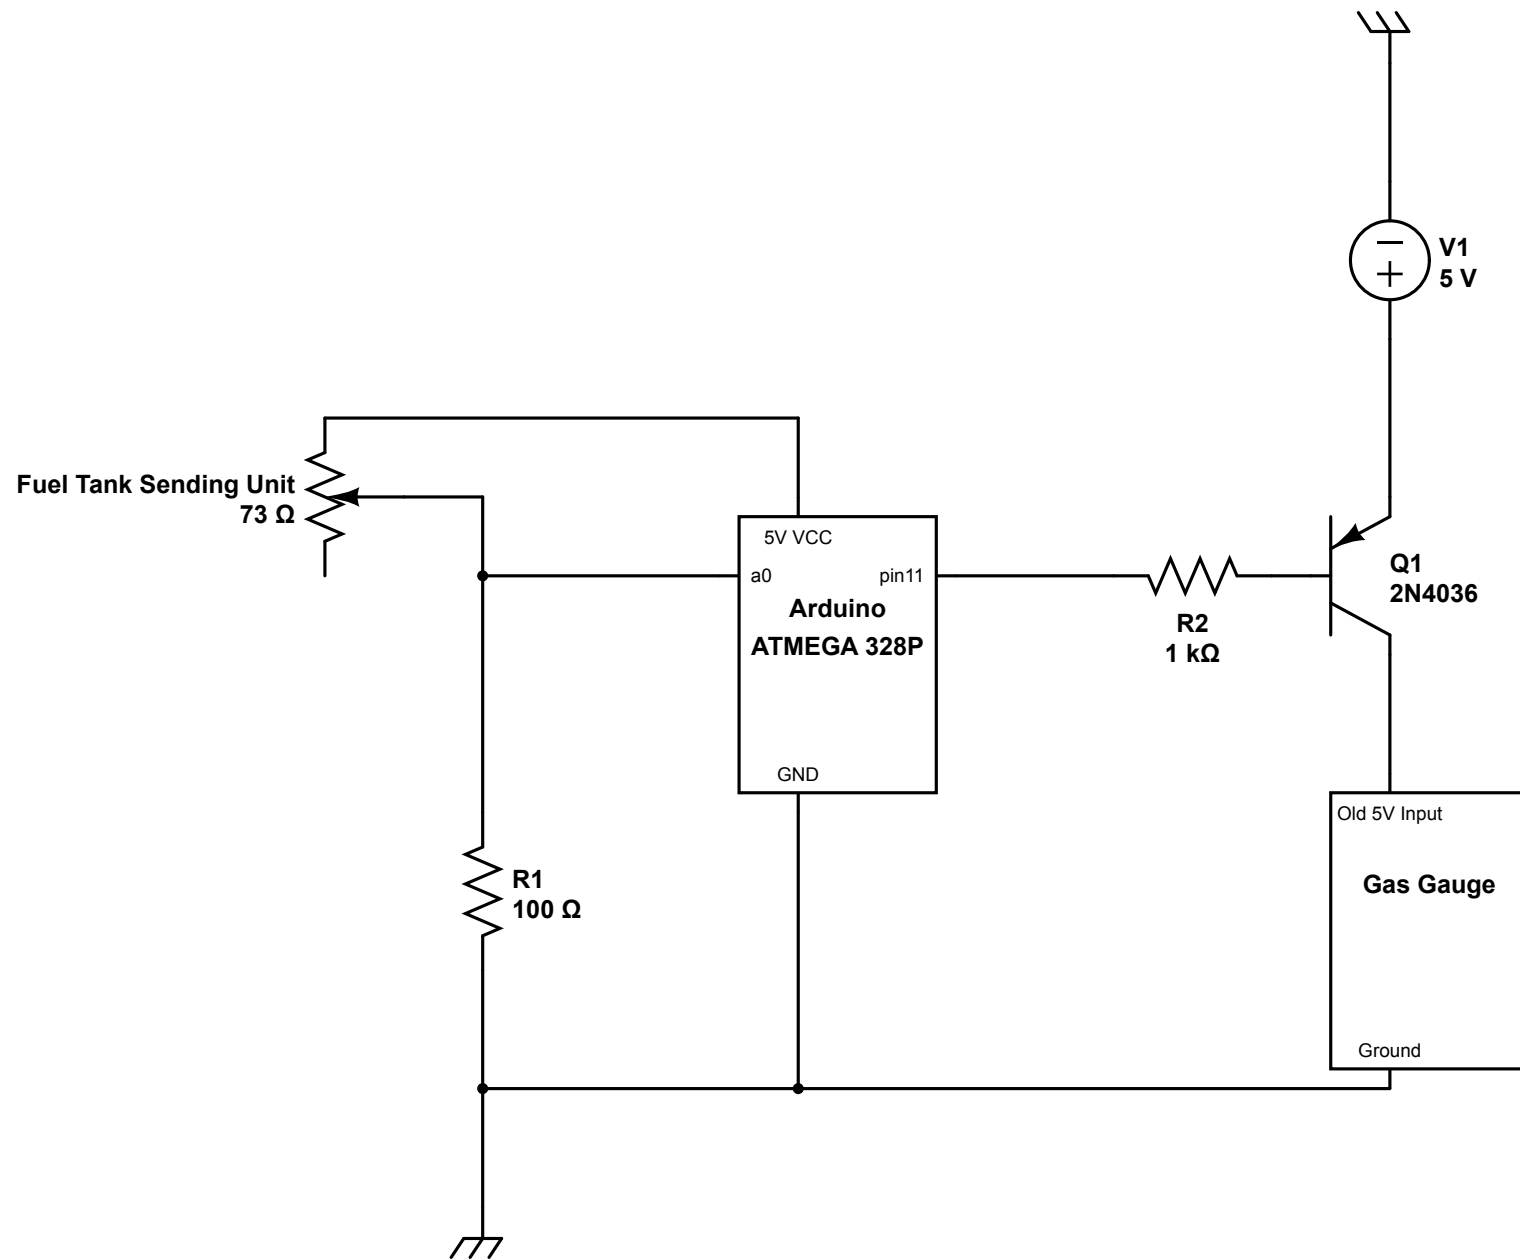 V1
5 V
Fuel Tank Sending Unit
73 Ω
5V VCC
a0
pin11
Arduino
ATMEGA 328P
GND
R2
1 kΩ
Q1
2N4036
R1
100 Ω
Old 5V Input
Gas Gauge
Ground